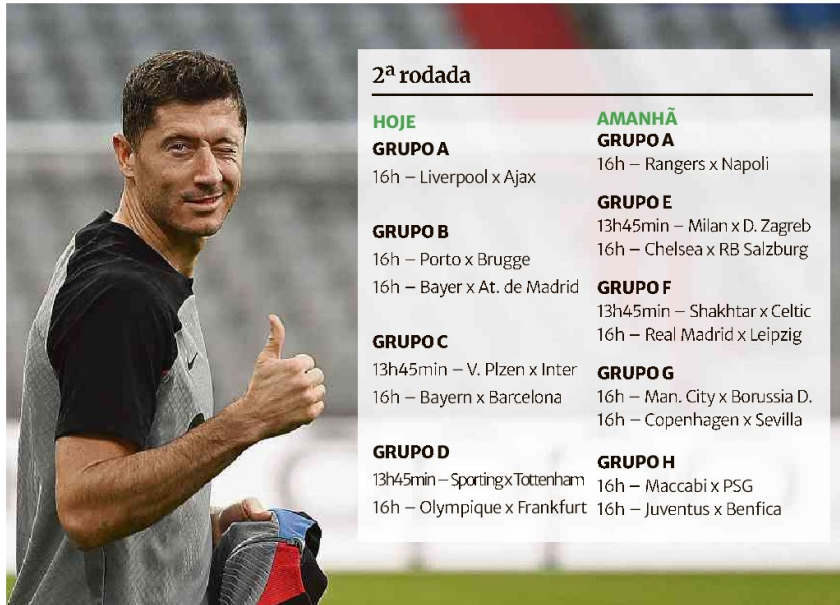 2ª rodada
HOJE
GRUPO A
16h – Liverpool x Ajax
GRUPO B
16h – Porto x Brugge
16h – Bayer x At. de Madrid
GRUPO C
13h45min – V. Plzen x Inter
16h – Bayern x Barcelona
GRUPO D
13h45min – Sporting x Tottenham
16h – Olympique x Frankfurt
AMANHÃ
GRUPO A
16h – Rangers x Napoli
GRUPO E
13h45min – Milan x D. Zagreb
16h – Chelsea x RB Salzburg
GRUPO F
13h45min – Shakhtar x Celtic
16h – Real Madrid x Leipzig
GRUPO G
16h – Man. City x Borussia D.
16h – Copenhagen x Sevilla
GRUPO H
16h – Maccabi x PSG
16h – Juventus x Benfica